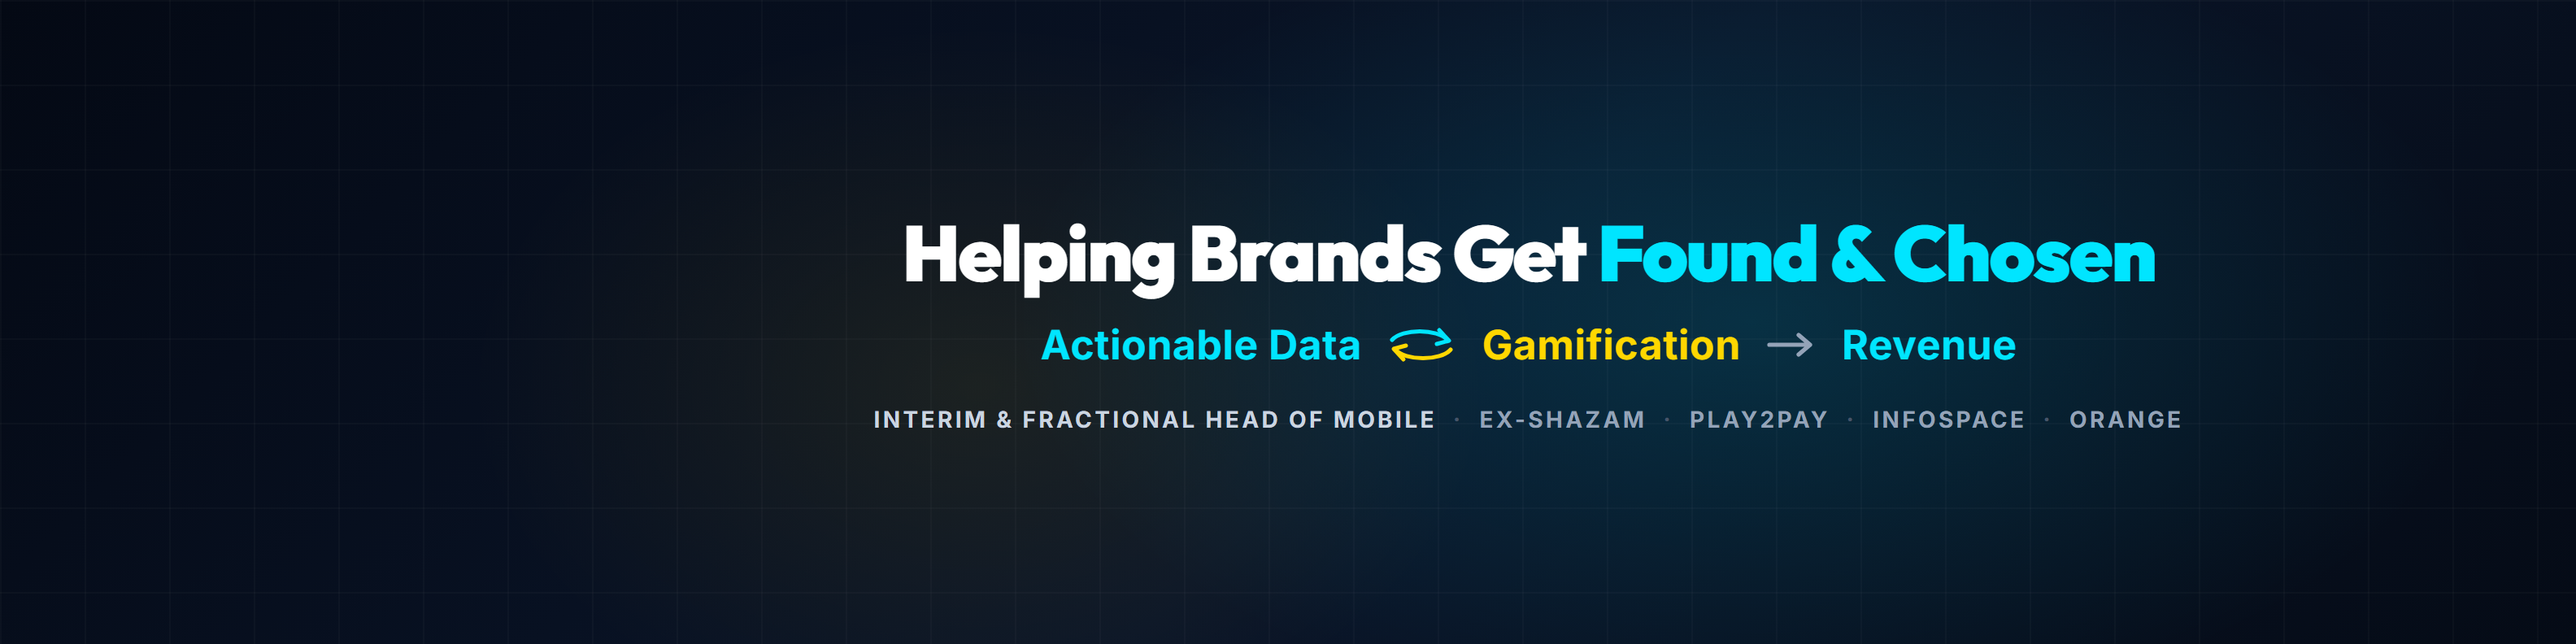 Helping Brands Get Found & Chosen
Actionable Data Gamification → Revenue
INTERIM & FRACTIONAL HEAD OF MOBILE · EX-SHAZAM · PLAY2PAY · INFOSPACE · ORANGE